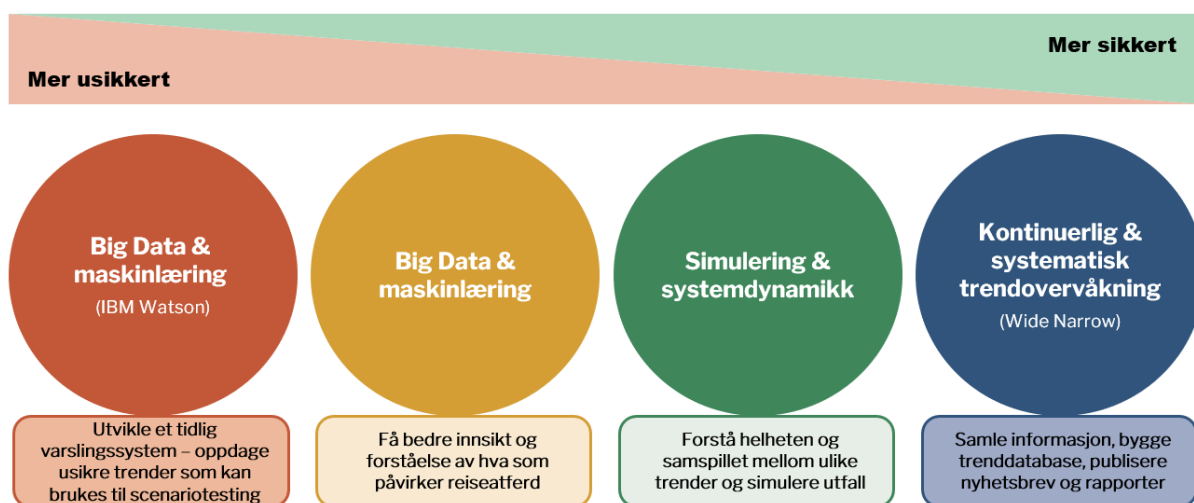 Mer sikkert
Mer usikkert
Big Data &
maskinlæring
(IBM Watson)
Big Data &
maskinlæring
Simulering &
systemdynamikk
Kontinuerlig &
systematisk
trendovervåkning
(Wide Narrow)
Utvikle et tidlig
varslingssystem – oppdage
usikre trender som kan
brukes til scenariotesting
Få bedre innsikt og
forståelse av hva som
påvirker reiseatferd
Forstå helheten og
samspillet mellom ulike
trender og simulere utfall
Samle informasjon, bygge
trenddatabase, publisere
nyhetsbrev og rapporter